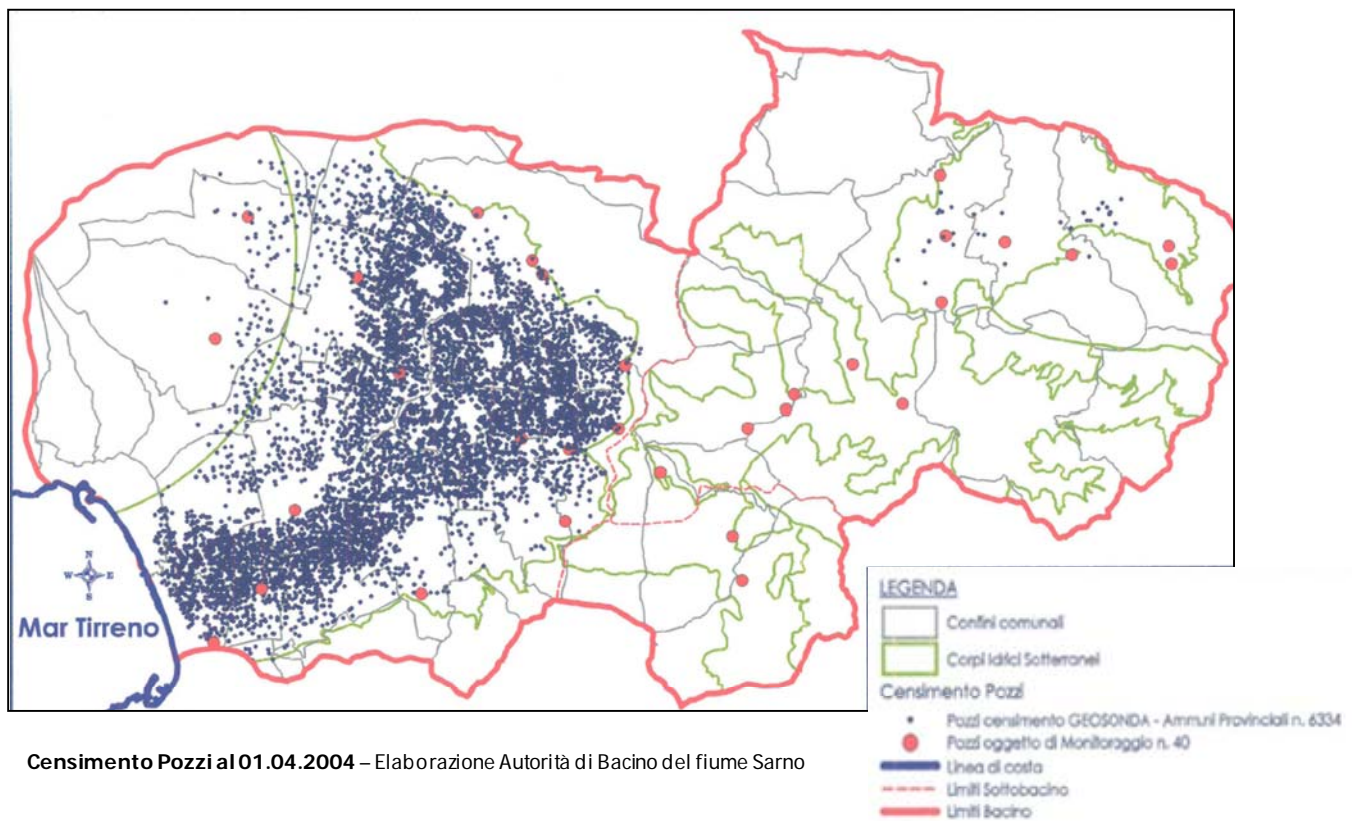 N
W E
S
Mar Tirreno
LEGENDA
Confini comunali
Corpi Idrici Sotterranei
Censimento Pozzi
Pozzi censimento GEOSONDA - Amm.ni Provinciali n. 6334
Pozzi oggetto di Monitoraggio n. 40
Linea di costa
Limiti Sottobacino
Limiti Bacino
Censimento Pozzi al 01.04.2004 – Elaborazione Autorità di Bacino del fiume Sarno